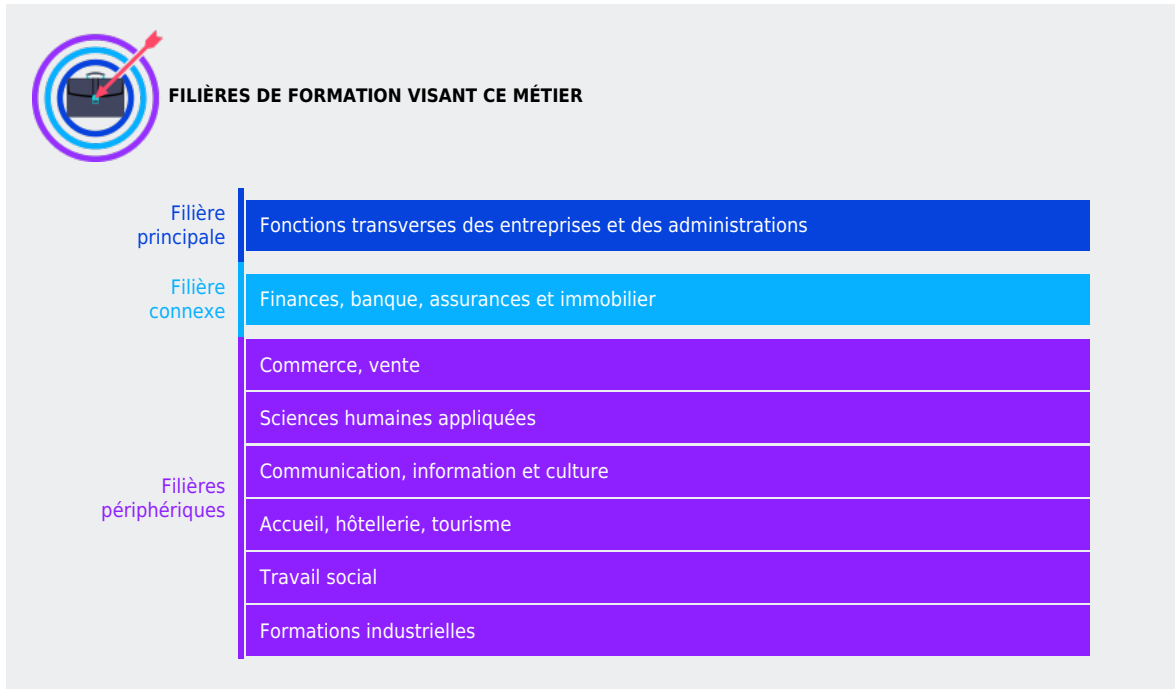 FILIÈRES DE FORMATION VISANT CE MÉTIER
Filière
principale
Fonctions transverses des entreprises et des administrations
Filière
connexe
Finances, banque, assurances et immobilier
Filières
périphériques
Commerce, vente
Sciences humaines appliquées
Communication, information et culture
Accueil, hôtellerie, tourisme
Travail social
Formations industrielles